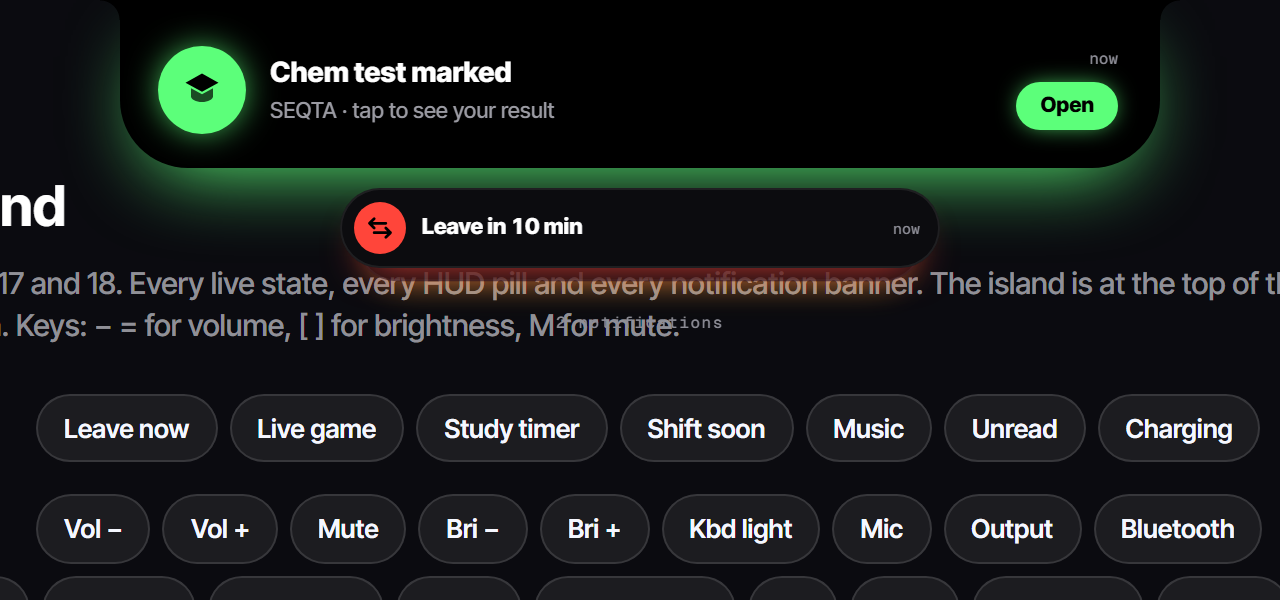 Chem test marked
SEQTA · tap to see your result
now
Open
nd
Leave in 10 min
now
17 and 18. Every live state, every HUD pill and every notification banner. The island is at the top of th
. Keys: – = for volume, [ ] for brightness, M for mute.
2 notifications
Leave now
Live game
Study timer
Shift soon
Music
Unread
Charging
Vol –
Vol +
Mute
Bri –
Bri +
Kbd light
Mic
Output
Bluetooth